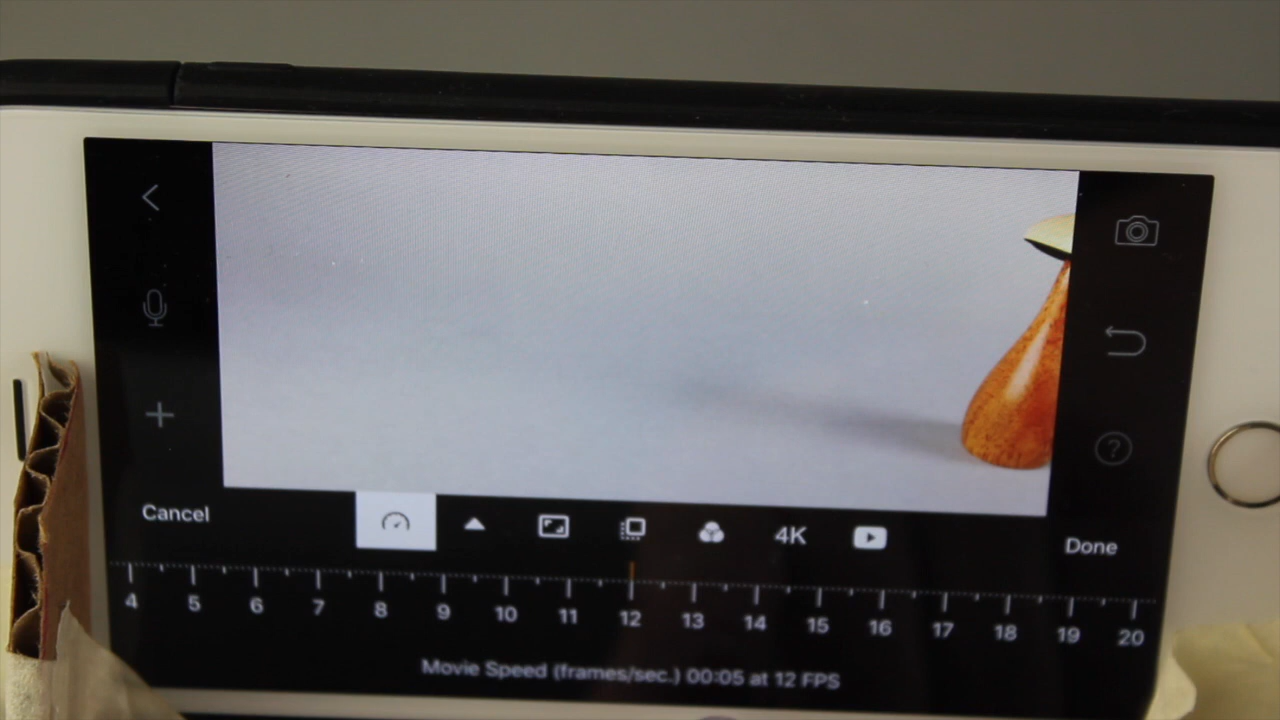 Cancel
4K
Done
4 5 6 7 8 9 10 11 12 13 14 15 16 17 18 19 20
Movie Speed (frames/sec.) 00:05 at 12 FPS
?